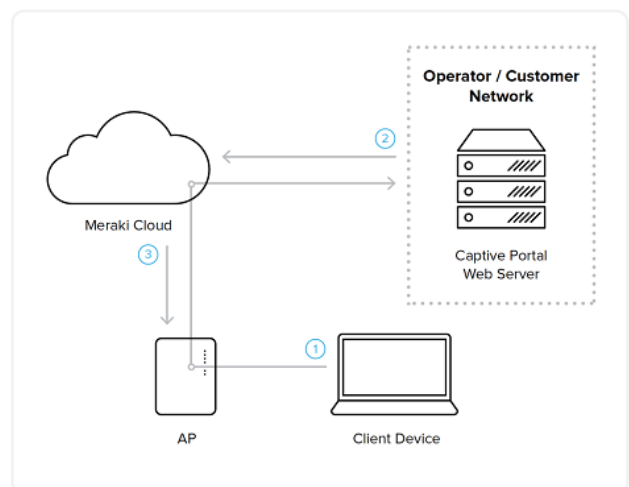 Operator / Customer
Network
2
Meraki Cloud
3
Captive Portal
Web Server
1
AP
Client Device